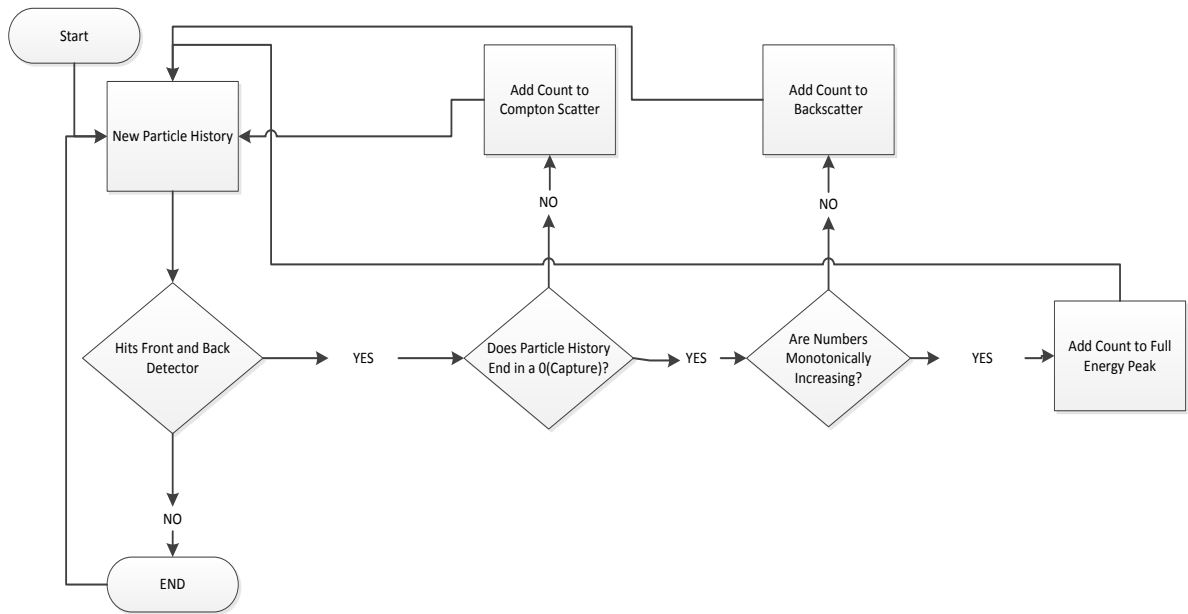 Start
New Particle History
Add Count to
Compton Scatter
Add Count to
Backscatter
NO
NO
Hits Front and Back
Detector
YES
Does Particle History
End in a 0(Capture)?
YES
Are Numbers
Monotonically
Increasing?
YES
Add Count to Full
Energy Peak
NO
END